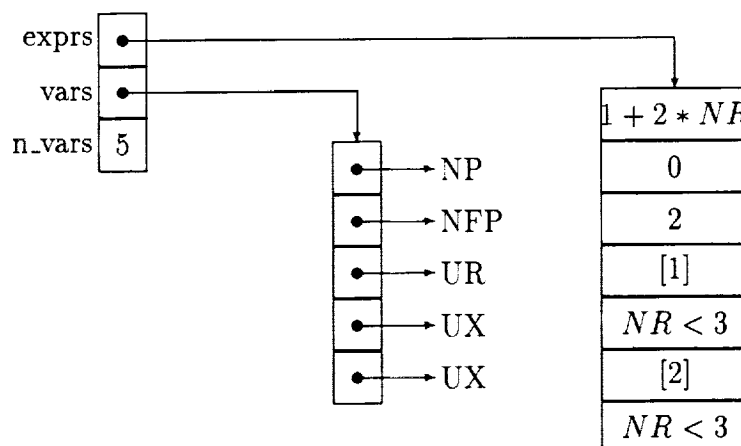 exprs
vars
n_vars 5
NP
NFP
UR
UX
UX
1 + 2 * NR
0
2
[1]
NR < 3
[2]
NR < 3